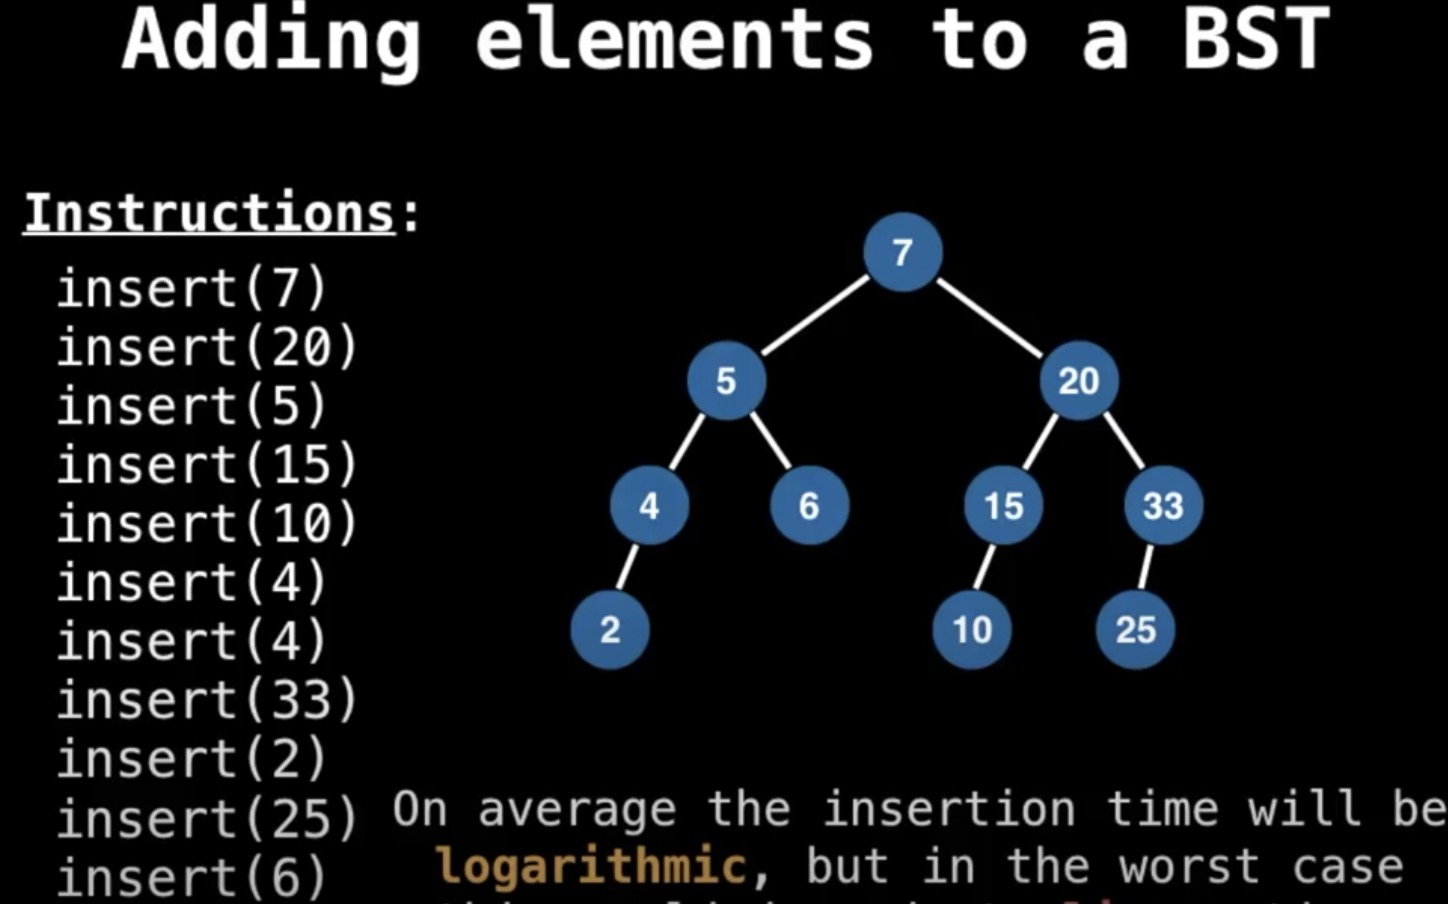 Adding elements to a BST
Instructions:
insert(7)
insert(20)
insert(5)
insert(15)
insert(10)
insert(4)
insert(4)
insert(33)
insert(2)
insert(25)
insert(6)
7
5 20
4 6 15 33
2 10 25
On average the insertion time will be
logarithmic, but in the worst case